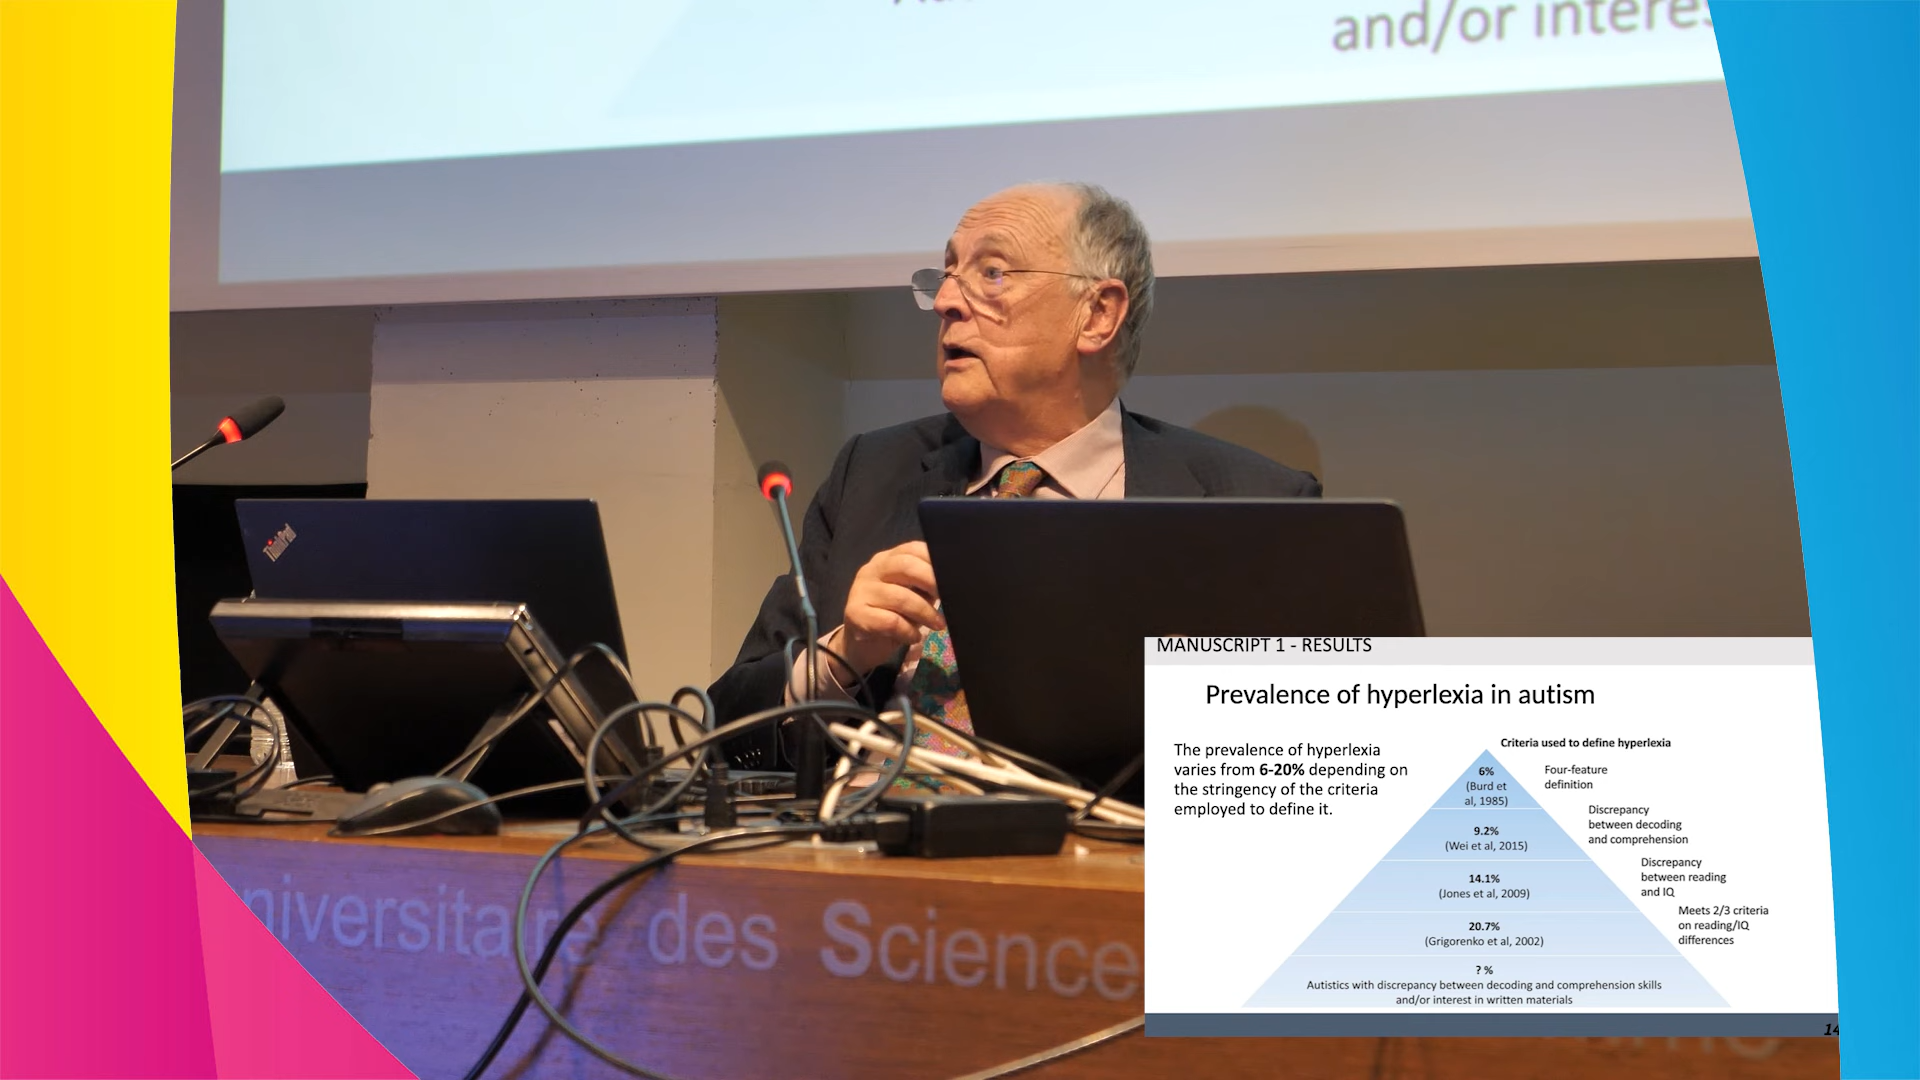 and/or interes
ThinkPad
niversitaire des Science
MANUSCRIPT 1 - RESULTS
Prevalence of hyperlexia in autism
The prevalence of hyperlexia
varies from 6-20% depending on
the stringency of the criteria
employed to define it.
Criteria used to define hyperlexia
6%
(Burd et
al, 1985)
Four-feature
definition
9.2%
(Wei et al, 2015)
Discrepancy
between decoding
and comprehension
14.1%
(Jones et al, 2009)
Discrepancy
between reading
and IQ
20.7%
(Grigorenko et al, 2002)
Meets 2/3 criteria
on reading/IQ
differences
? %
Autistics with discrepancy between decoding and comprehension skills
and/or interest in written materials
14